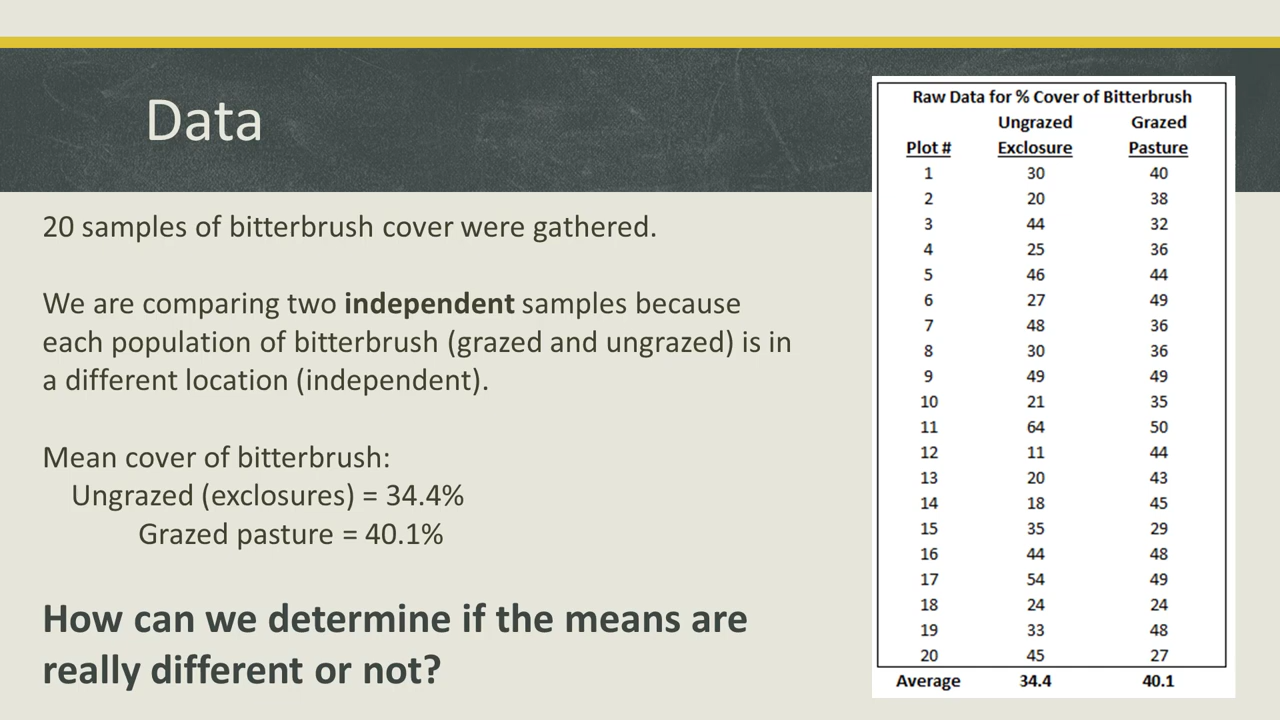 Data
20 samples of bitterbrush cover were gathered.
We are comparing two independent samples because
each population of bitterbrush (grazed and ungrazed) is in
a different location (independent).
Mean cover of bitterbrush:
Ungrazed (exclosures) = 34.4%
Grazed pasture = 40.1%
How can we determine if the means are
really different or not?
Raw Data for % Cover of Bitterbrush
Ungrazed Grazed
Plot # Exclosure Pasture
1 30 40
2 20 38
3 44 32
4 25 36
5 46 44
6 27 49
7 48 36
8 30 36
9 49 49
10 21 35
11 64 50
12 11 44
13 20 43
14 18 45
15 35 29
16 44 48
17 54 49
18 24 24
19 33 48
20 45 27
Average 34.4 40.1